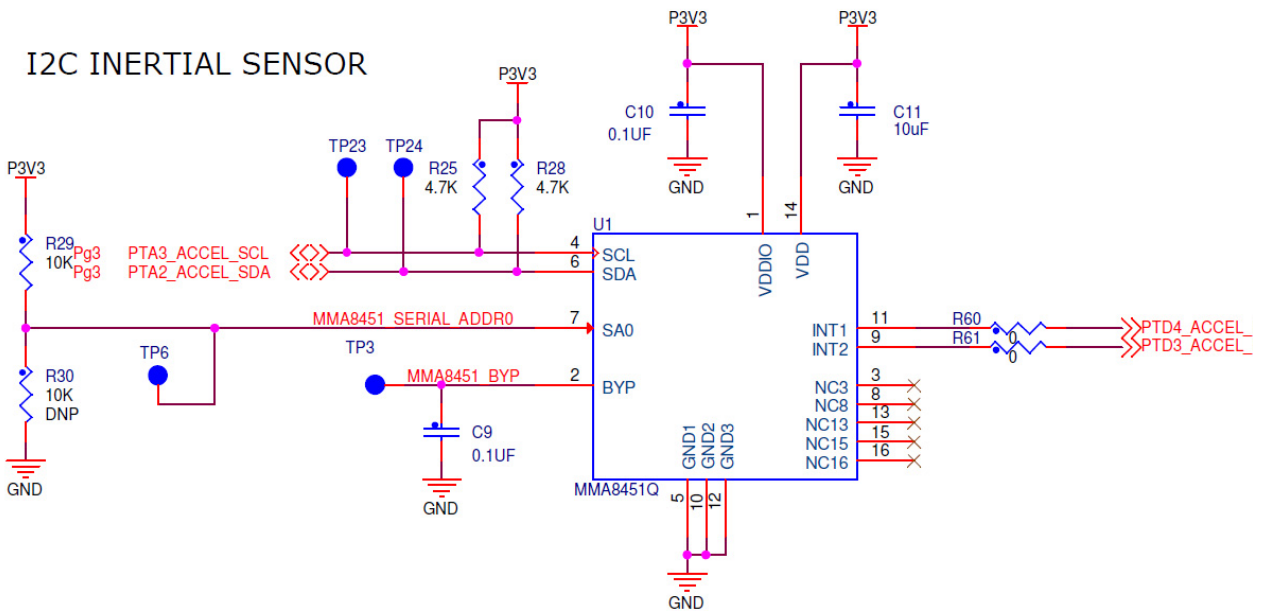 P3V3
P3V3
I2C INERTIAL SENSOR
P3V3
C10
0.1UF
C11
10uF
TP23
TP24
R25
4.7K
R28
4.7K
P3V3
GND
GND
R29
10K
Pg3 PTA3_ACCEL_SCL
Pg3 PTA2_ACCEL_SDA
U1
4
SCL
6
SDA
1
VDDIO
14
VDD
MMA8451_SERIAL_ADDR0
7
SA0
INT1
11
R60
0
PTD4_ACCEL_
INT2
9
R61
0
PTD3_ACCEL_
TP6
TP3
MMA8451_BYP
2
BYP
R30
10K
DNP
NC3
3
NC8
8
NC13
13
NC15
15
NC16
16
C9
0.1UF
GND1
GND2
GND3
GND
GND
MMA8451Q
5
10
12
GND